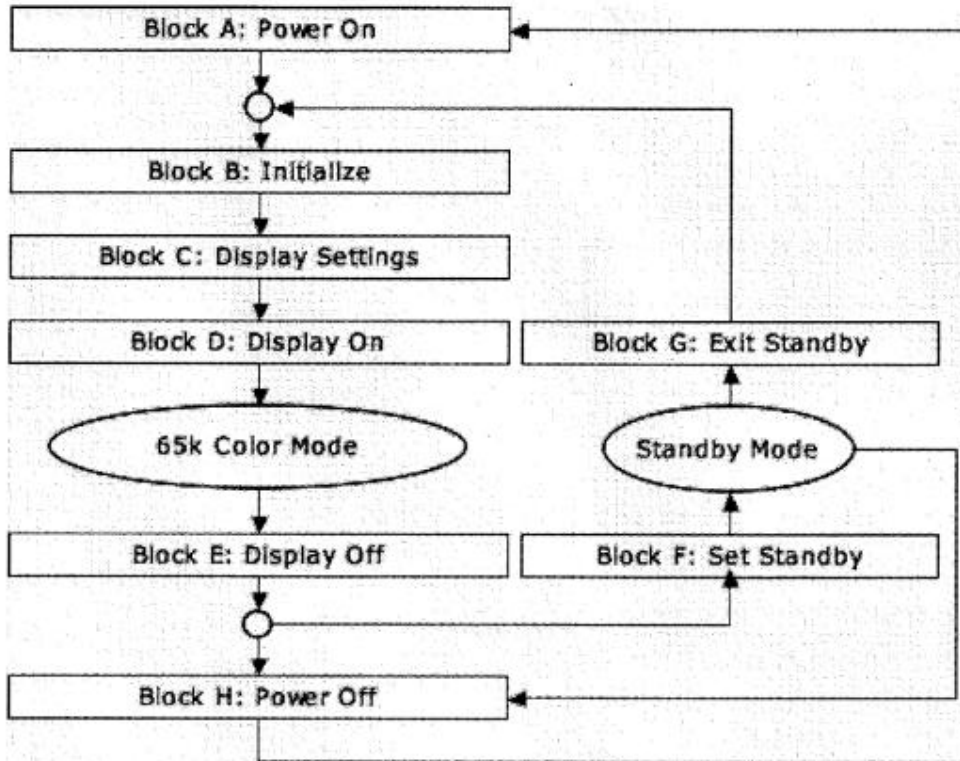 Block A: Power On
Block B: Initialize
Block C: Display Settings
Block D: Display On
Block G: Exit Standby
65k Color Mode
Standby Mode
Block E: Display Off
Block F: Set Standby
Block H: Power Off